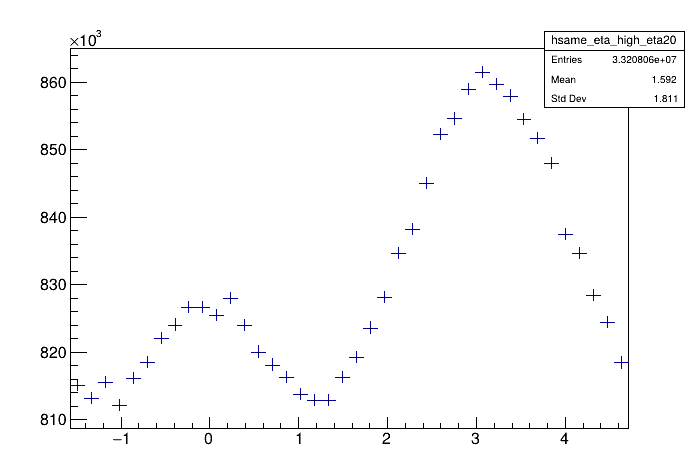 ×10³
hsame_eta_high_eta20
Entries 3.320806e+07
Mean 1.592
Std Dev 1.811
860
850
840
830
820
810
−1 0 1 2 3 4